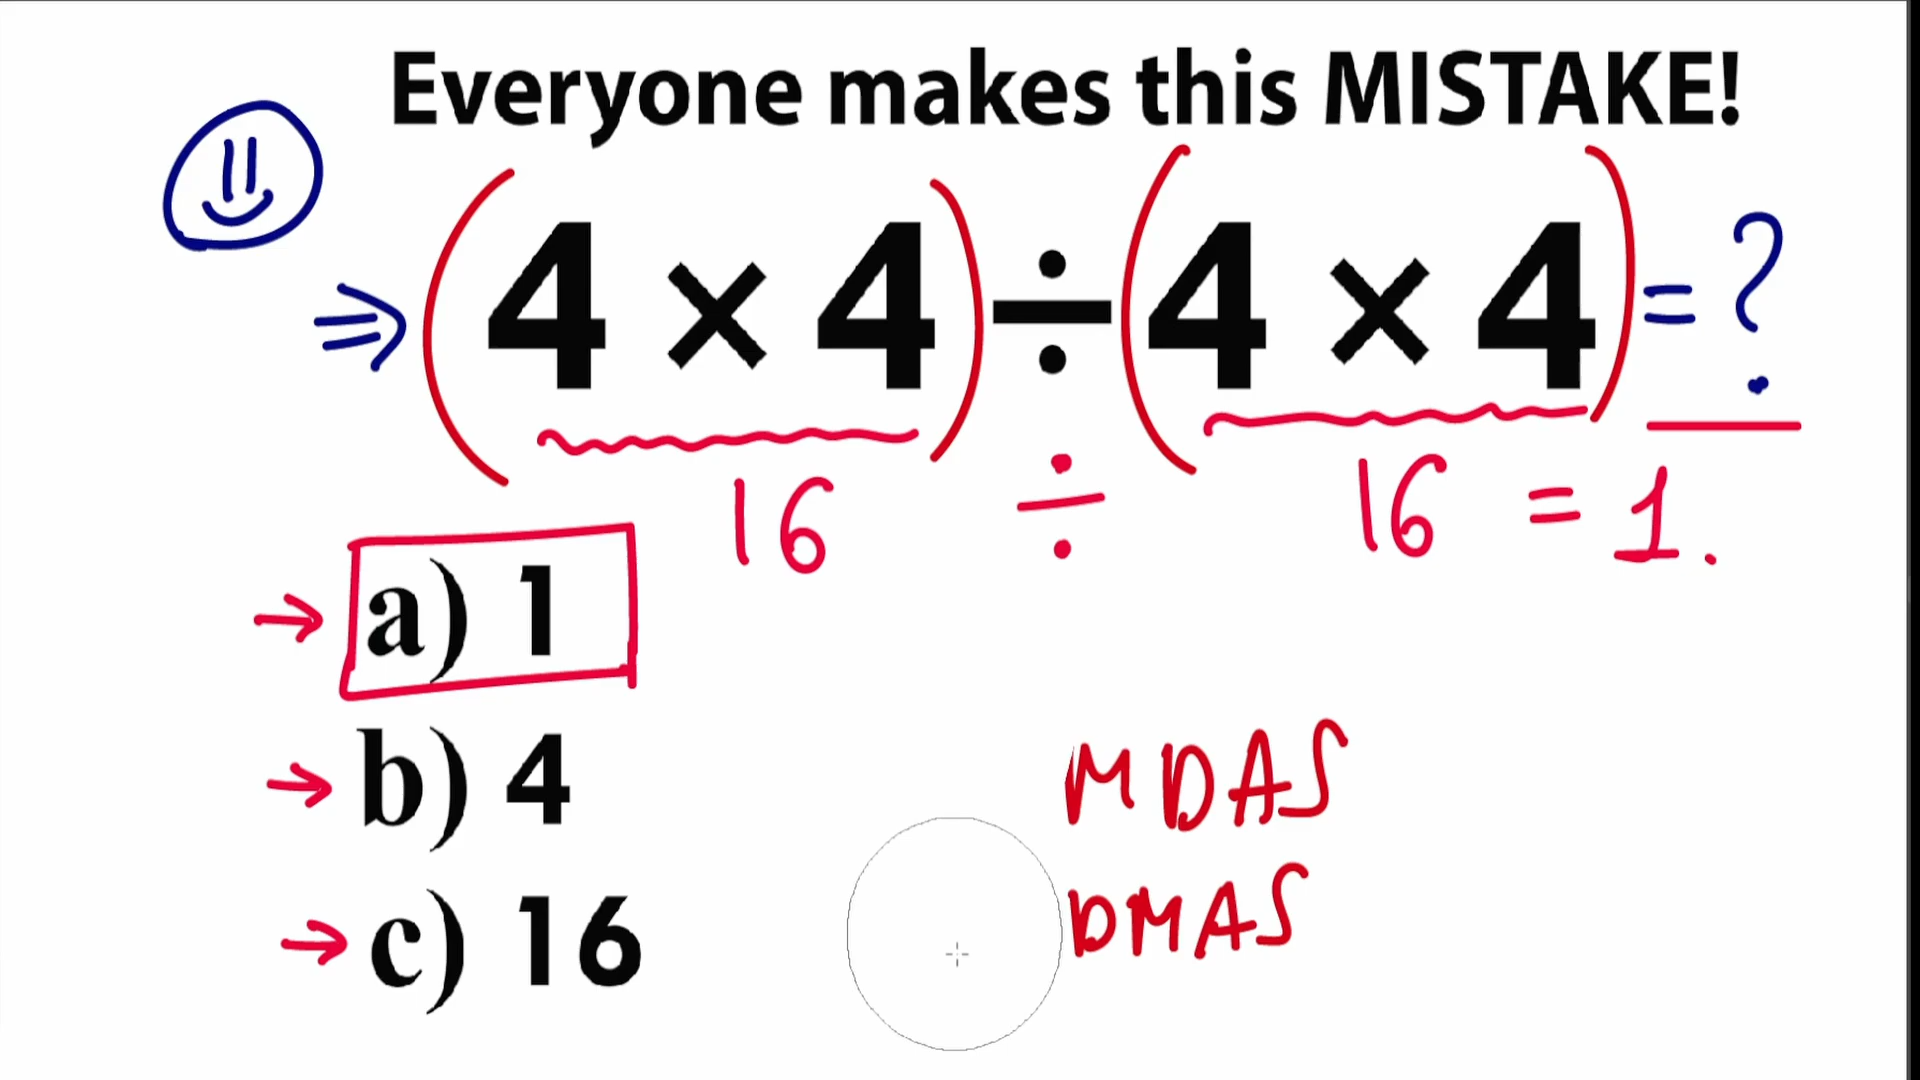 Everyone makes this MISTAKE!
⇒ (4 × 4) ÷ (4 × 4) = ?
16 ÷ 16 = 1.
→ a) 1
→ b) 4
→ c) 16
MDAS
DMAS